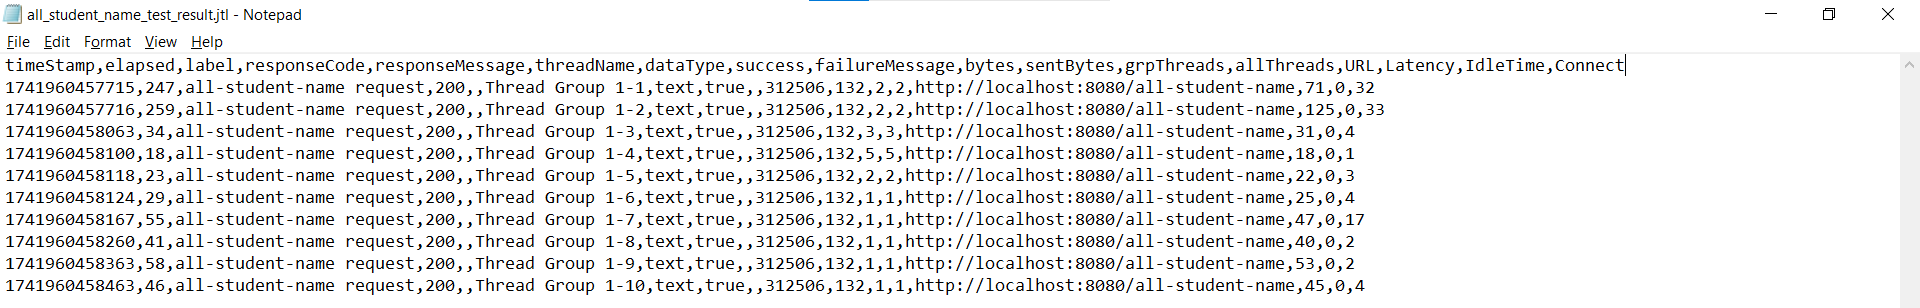 all_student_name_test_result.jtl - Notepad
File Edit Format View Help
timeStamp,elapsed,label,responseCode,responseMessage,threadName,dataType,success,failureMessage,bytes,sentBytes,grpThreads,allThreads,URL,Latency,IdleTime,Connect
1741960457715,247,all-student-name request,200,,Thread Group 1-1,text,true,,312506,132,2,2,http://localhost:8080/all-student-name,71,0,32
1741960457716,259,all-student-name request,200,,Thread Group 1-2,text,true,,312506,132,2,2,http://localhost:8080/all-student-name,125,0,33
1741960458063,34,all-student-name request,200,,Thread Group 1-3,text,true,,312506,132,3,3,http://localhost:8080/all-student-name,31,0,4
1741960458100,18,all-student-name request,200,,Thread Group 1-4,text,true,,312506,132,5,5,http://localhost:8080/all-student-name,18,0,1
1741960458118,23,all-student-name request,200,,Thread Group 1-5,text,true,,312506,132,2,2,http://localhost:8080/all-student-name,22,0,3
1741960458124,29,all-student-name request,200,,Thread Group 1-6,text,true,,312506,132,1,1,http://localhost:8080/all-student-name,25,0,4
1741960458167,55,all-student-name request,200,,Thread Group 1-7,text,true,,312506,132,1,1,http://localhost:8080/all-student-name,47,0,17
1741960458260,41,all-student-name request,200,,Thread Group 1-8,text,true,,312506,132,1,1,http://localhost:8080/all-student-name,40,0,2
1741960458363,58,all-student-name request,200,,Thread Group 1-9,text,true,,312506,132,1,1,http://localhost:8080/all-student-name,53,0,2
1741960458463,46,all-student-name request,200,,Thread Group 1-10,text,true,,312506,132,1,1,http://localhost:8080/all-student-name,45,0,4